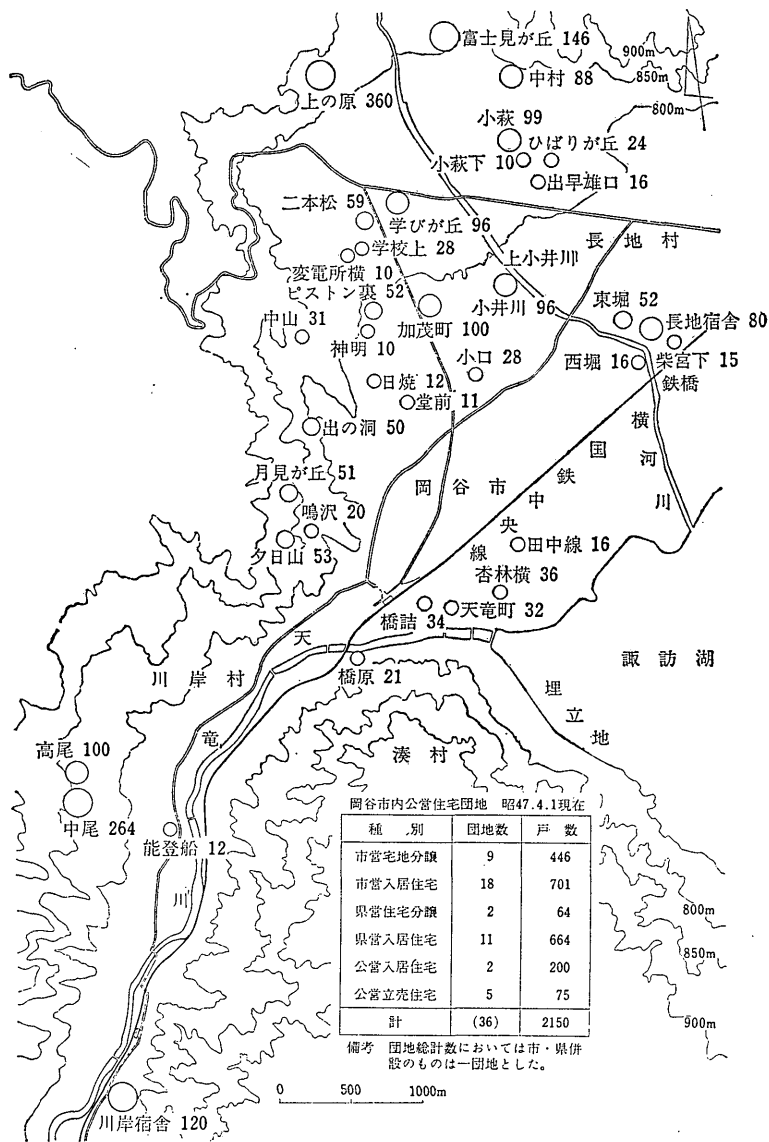 富士見が丘 146
900m
850m
中村 88
800m
上の原 360
小萩 99
ひばりが丘 24
小萩下 10
出早雄口 16
二本松 59
学びが丘 96
学校上 28
長地村
変電所横 10
上小井川
ピストン裏 52
小井川 96
東堀 52
長地宿舎 80
中山 31
加茂町 100
神明 10
小口 28
西堀 16
柴宮下 15
鉄橋
日焼 12
堂前 11
横河川
出の洞 50
国鉄中央線
月見が丘 51
岡谷市
鳴沢 20
夕日山 53
田中線 16
杏林横 36
天竜町 32
橋詰 34
天竜川
川岸村
橋原 21
諏訪湖
埋立地
湊村
高尾 100
中尾 264
能登船 12
岡谷市内公営住宅団地 昭47.4.1現在
種別 団地数 戸数
市営宅地分譲 9 446
市営入居住宅 18 701
県営住宅分譲 2 64
県営入居住宅 11 664
公営入居住宅 2 200
公営立売住宅 5 75
計 (36) 2150
備考 団地総計数においては市・県併
設のものは一団地とした。
800m
850m
900m
0 500 1000m
川岸宿舎 120